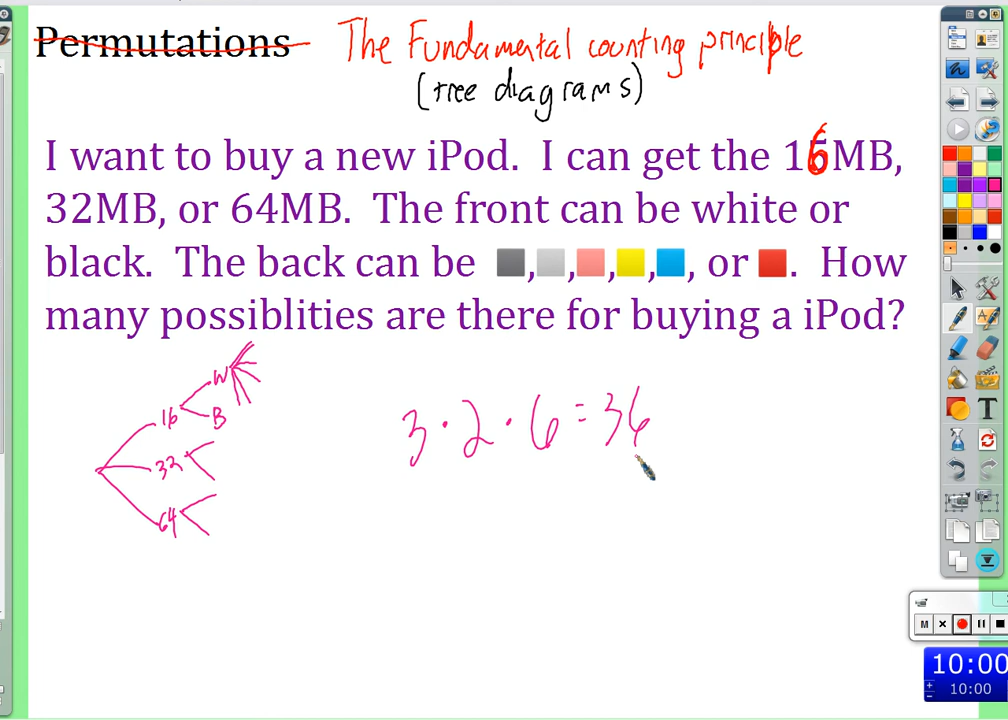 Permutations The Fundamental counting principle
(tree diagrams)
I want to buy a new iPod. I can get the 16MB,
32MB, or 64MB. The front can be white or
black. The back can be , , , , , or . How
many possiblities are there for buying a iPod?
W
16 B
32
64
3 · 2 · 6 = 36
T
M X
10:00
10:00